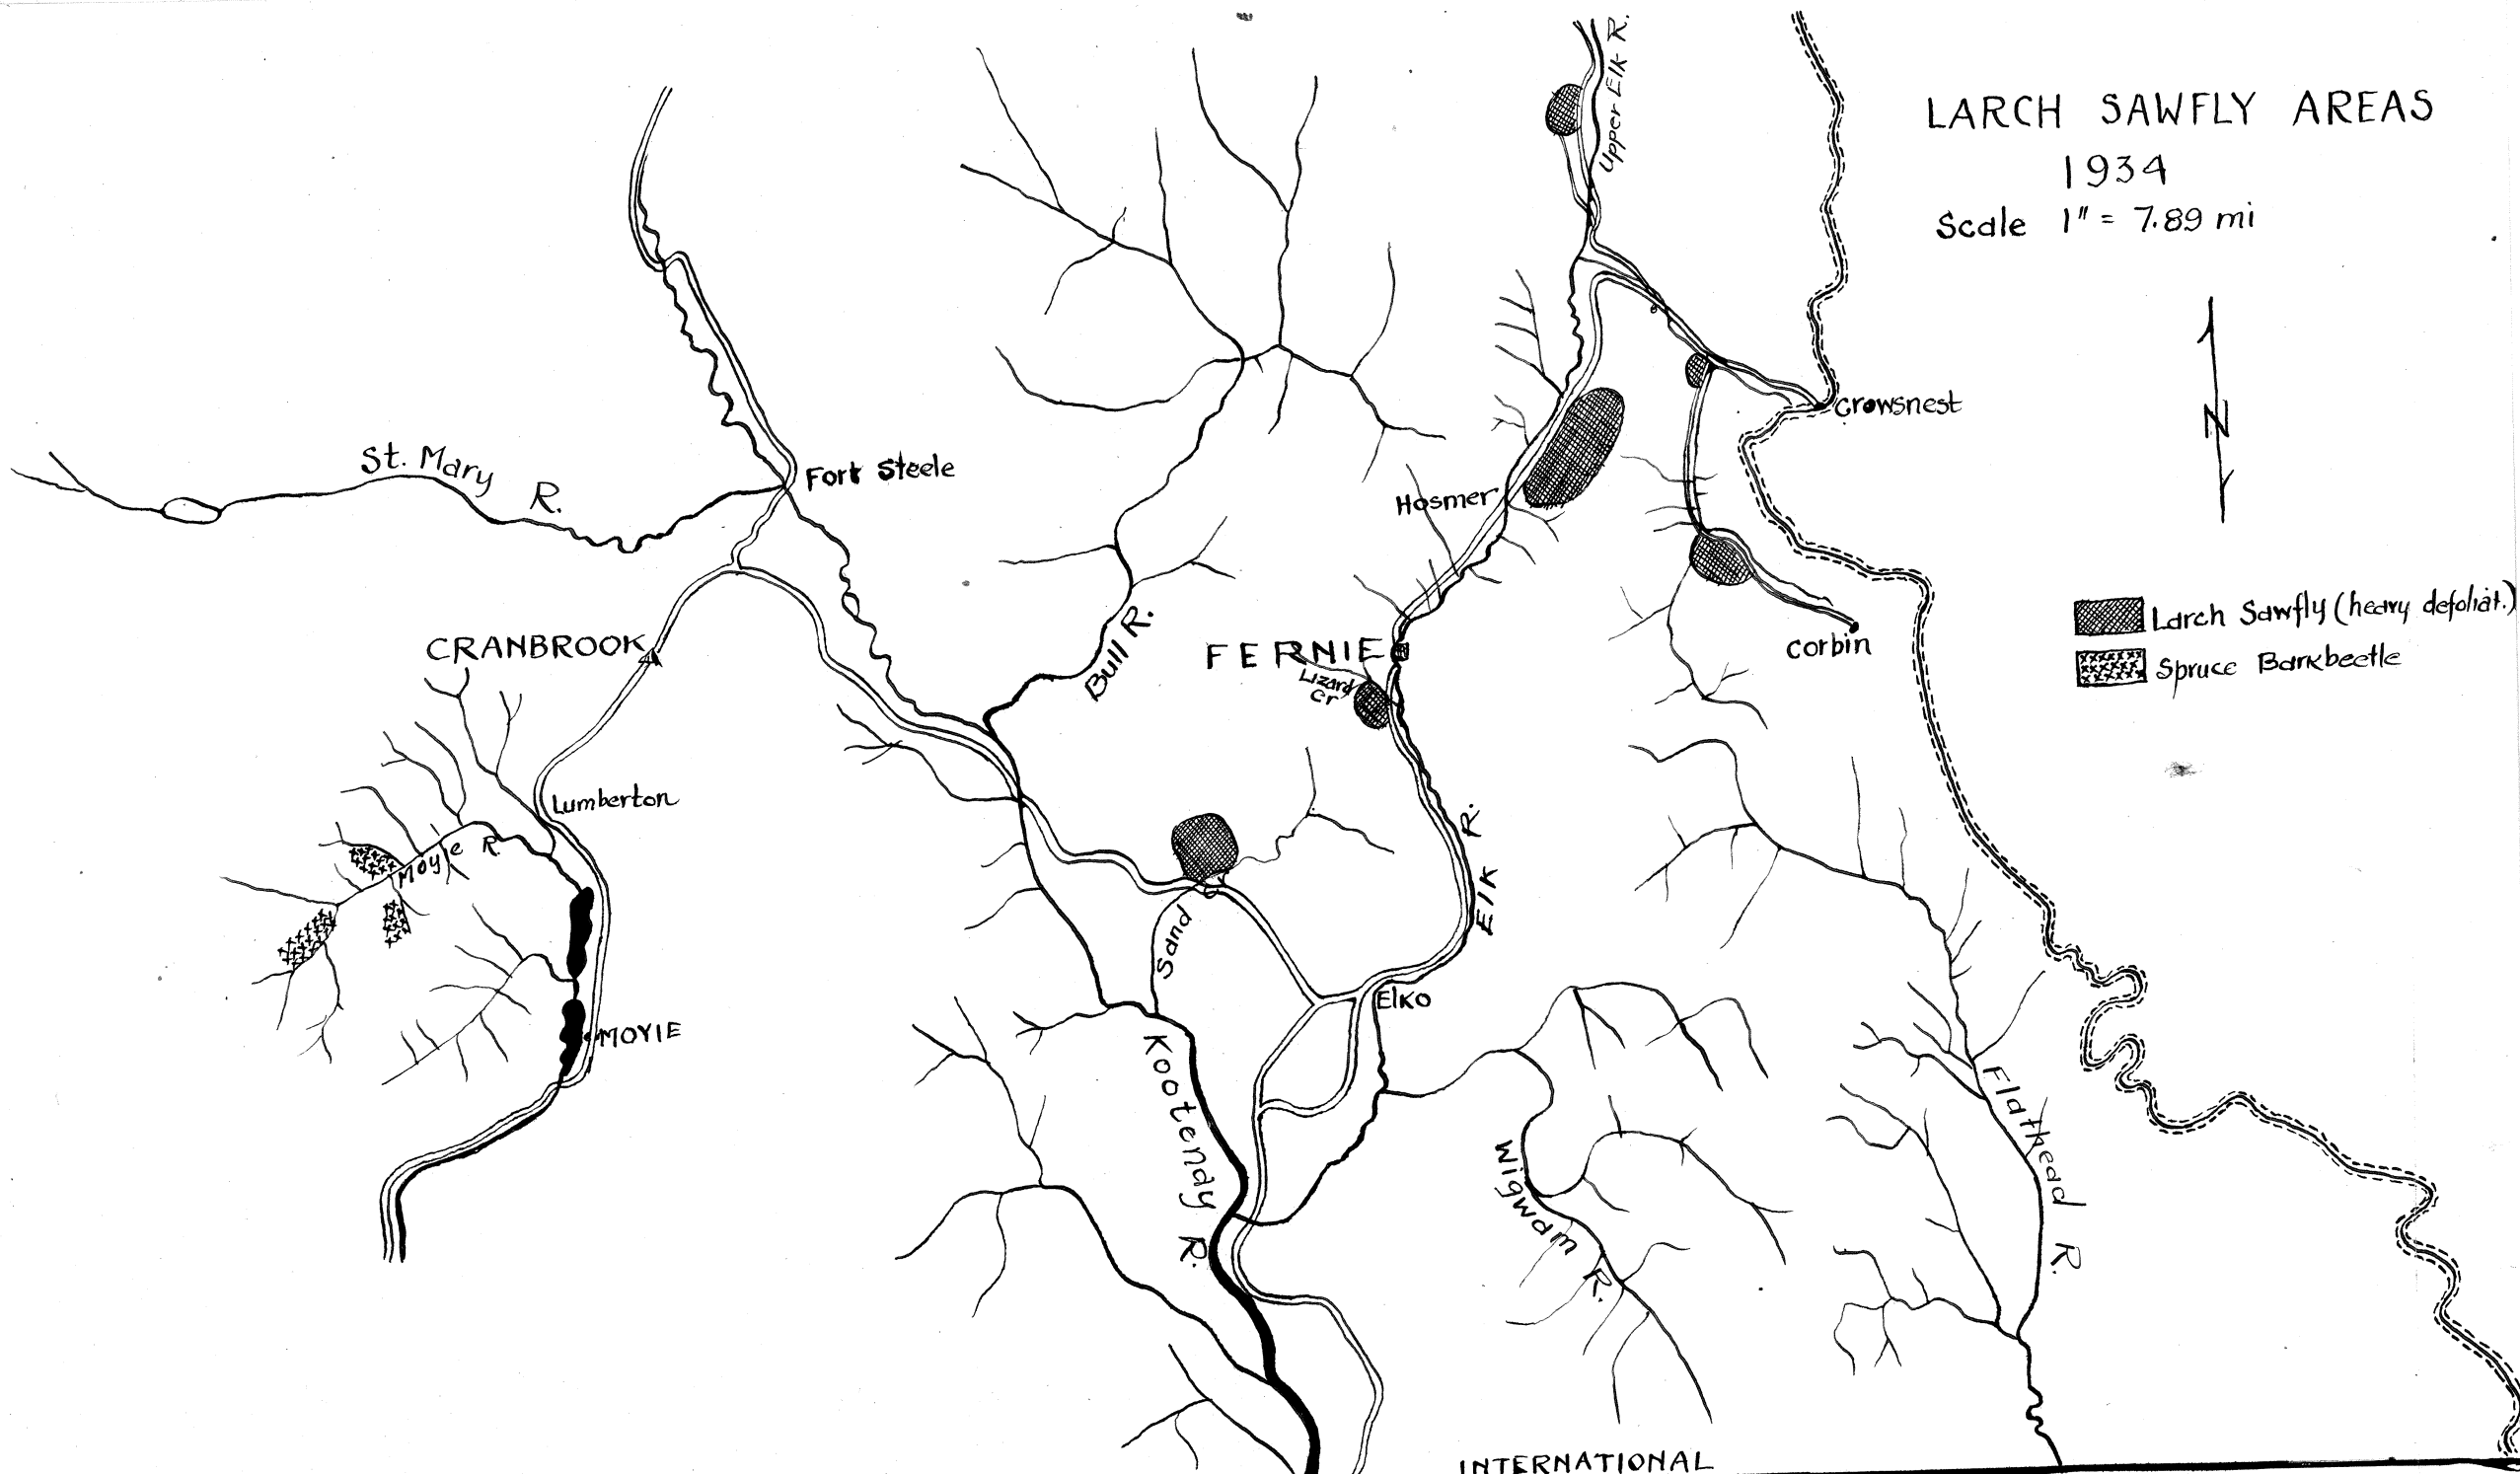 Upper Elk R.
LARCH SAWFLY AREAS
1934
Scale 1" = 7.89 mi
N
Crowsnest
St. Mary R.
Fort Steele
Hosmer
Larch Sawfly (heavy defoliat.)
Spruce Barkbeetle
CRANBROOK
Bull R.
FERNIE
Lizard
Cr
Corbin
Lumberton
Moyie R.
Elk R.
Sand
Cr
Elko
MOYIE
Kootenay R.
Wigwam R.
Flathead R.
INTERNATIONAL